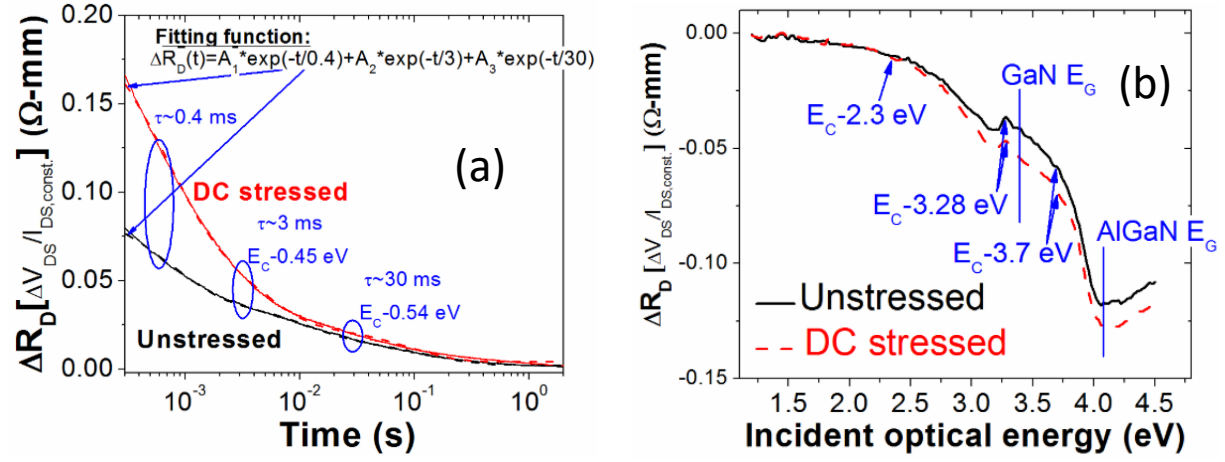 Fitting function:
ΔR_D(t)=A_1*exp(-t/0.4)+A_2*exp(-t/3)+A_3*exp(-t/30)
τ~0.4 ms
(a)
DC stressed
τ~3 ms
E_C-0.45 eV
τ~30 ms
E_C-0.54 eV
Unstressed
0.20
0.15
0.10
0.05
0.00
ΔR_D[ΔV_DS/I_DS,const.] (Ω-mm)
10^-3
10^-2
10^-1
10^0
Time (s)
(b)
GaN E_G
E_C-2.3 eV
E_C-3.28 eV
E_C-3.7 eV
AlGaN E_G
Unstressed
DC stressed
0.00
-0.05
-0.10
-0.15
ΔR_D [ΔV_DS/I_DS,const.] (Ω-mm)
1.5
2.0
2.5
3.0
3.5
4.0
4.5
Incident optical energy (eV)